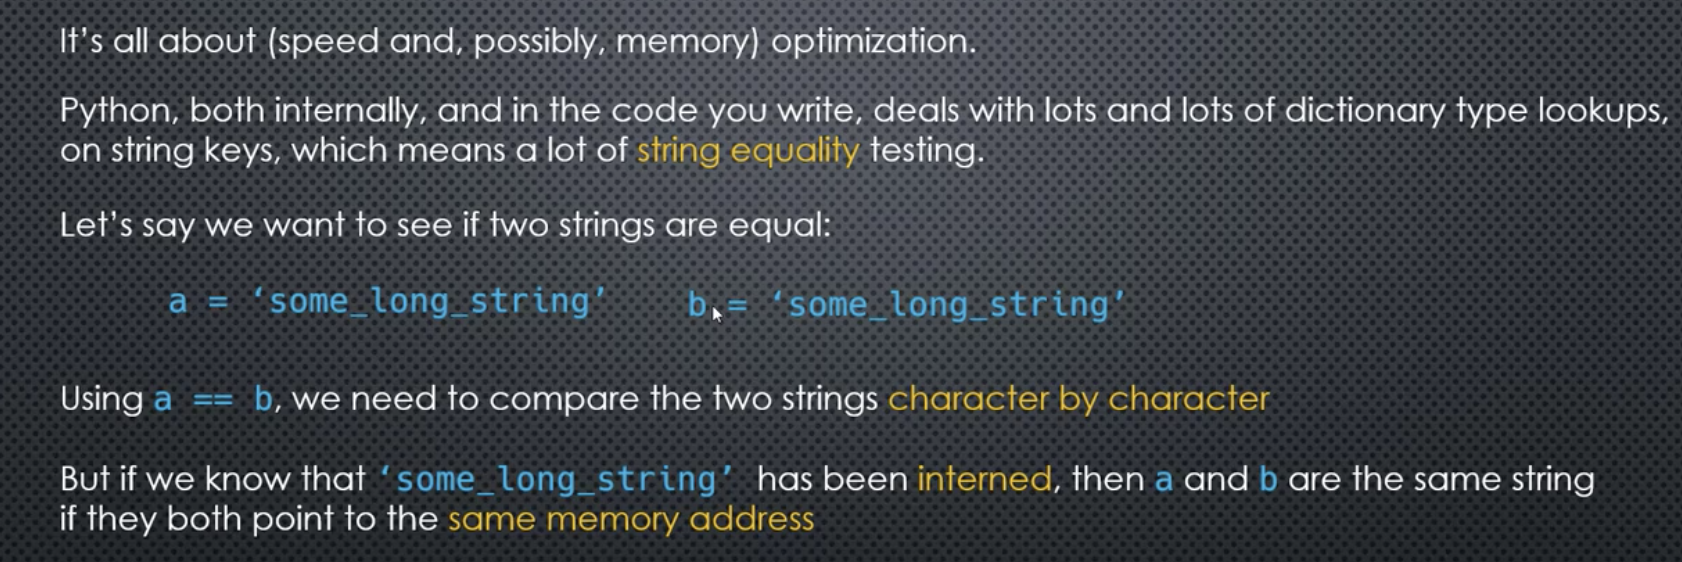 It's all about (speed and, possibly, memory) optimization.
Python, both internally, and in the code you write, deals with lots and lots of dictionary type lookups,
on string keys, which means a lot of string equality testing.
Let's say we want to see if two strings are equal:
a = ‘some_long_string’ b = ‘some_long_string’
Using a == b, we need to compare the two strings character by character
But if we know that ‘some_long_string’ has been interned, then a and b are the same string
if they both point to the same memory address